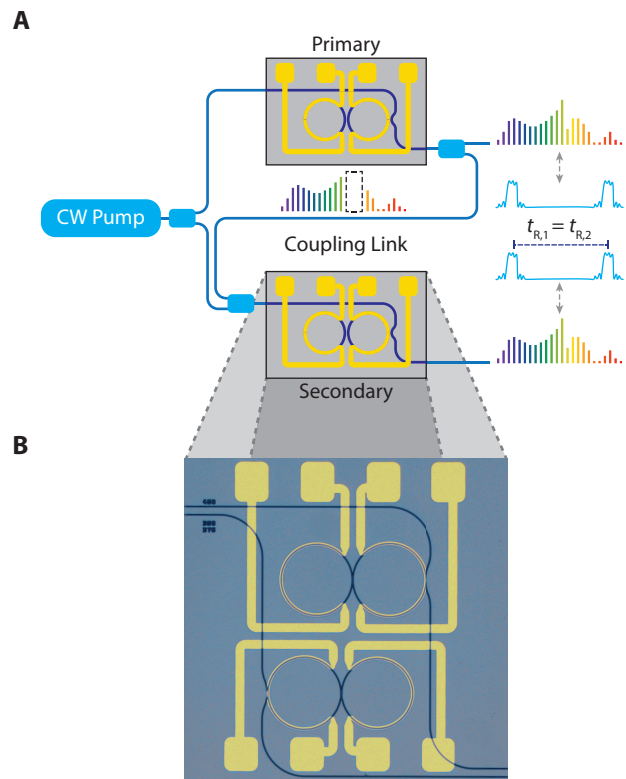 A
Primary
CW Pump
t_R,1 = t_R,2
Coupling Link
Secondary
B